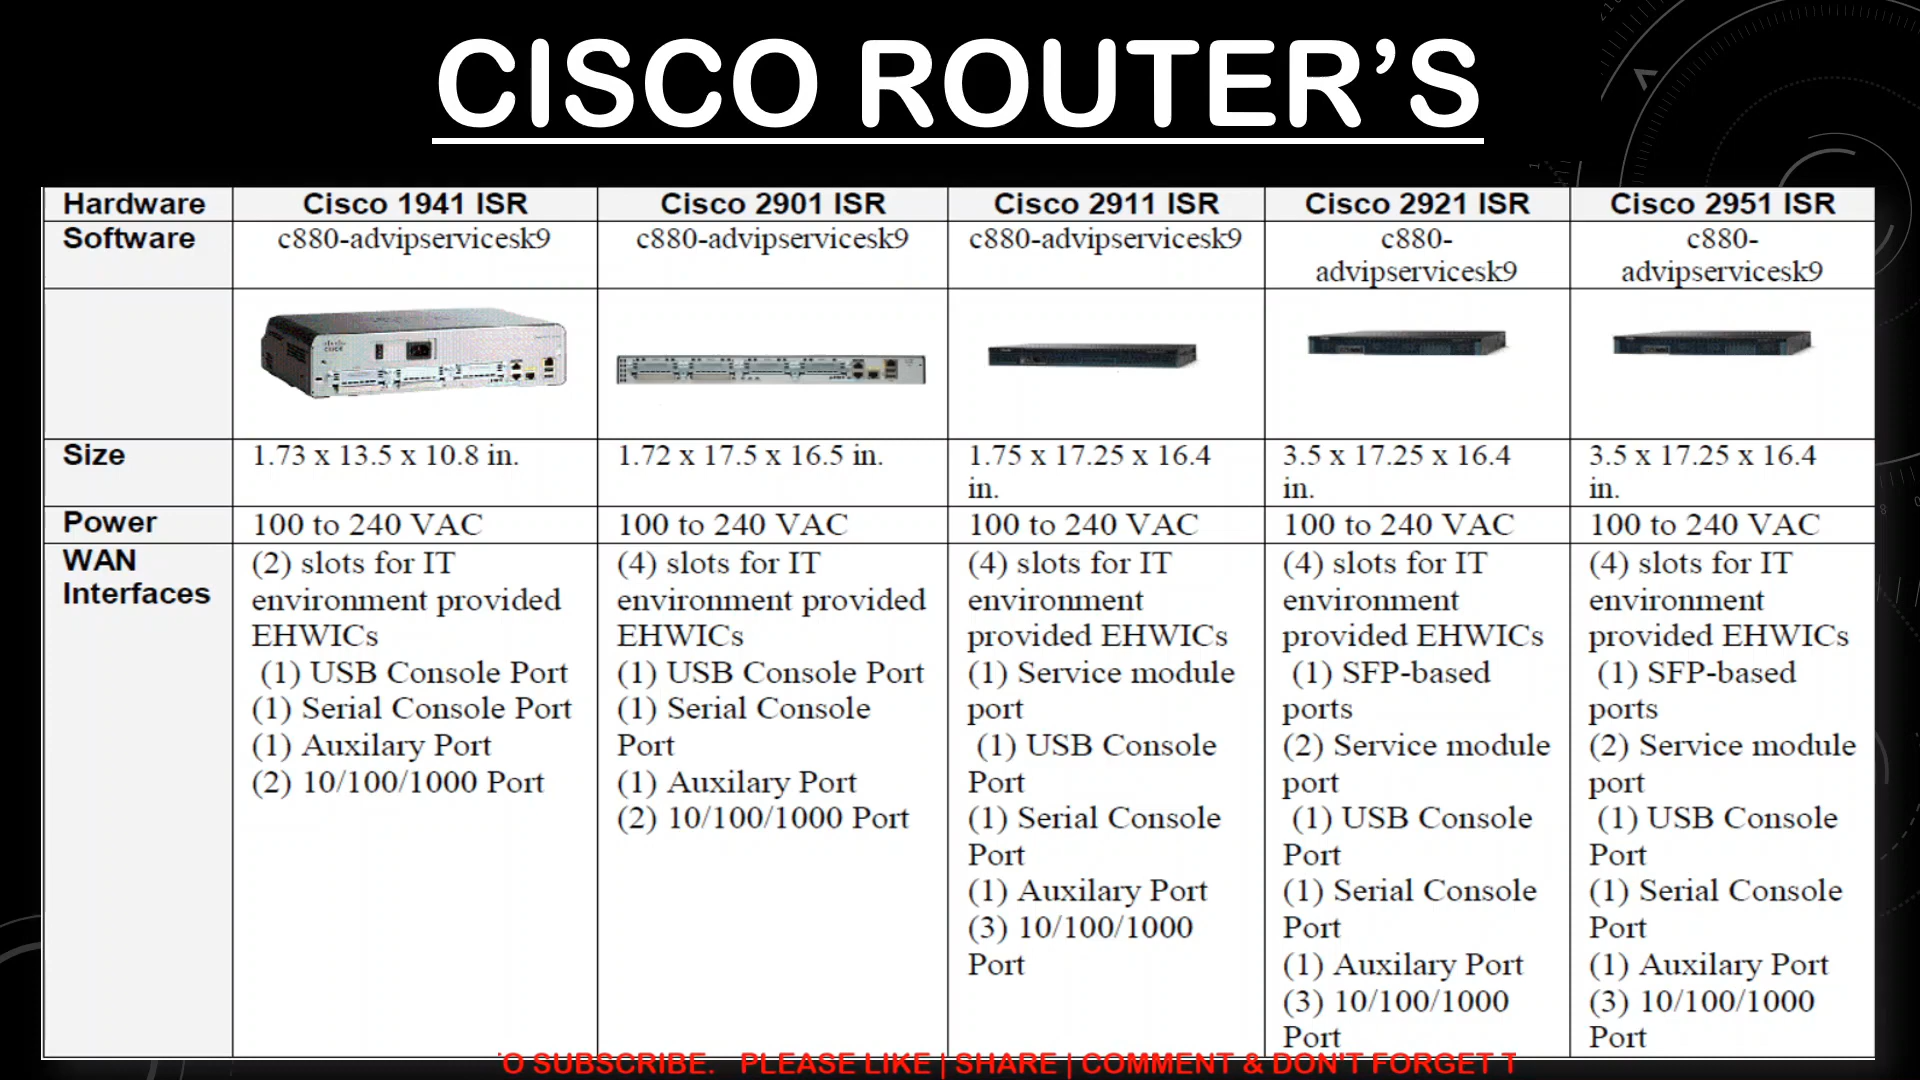 CISCO ROUTER’S
Hardware Cisco 1941 ISR Cisco 2901 ISR Cisco 2911 ISR Cisco 2921 ISR Cisco 2951 ISR
Software
c880-advipservicesk9
c880-advipservicesk9
c880-advipservicesk9
c880-
advipservicesk9
c880-
advipservicesk9
Size
1.73 x 13.5 x 10.8 in.
1.72 x 17.5 x 16.5 in.
1.75 x 17.25 x 16.4
in.
3.5 x 17.25 x 16.4
in.
3.5 x 17.25 x 16.4
in.
Power 100 to 240 VAC 100 to 240 VAC 100 to 240 VAC 100 to 240 VAC 100 to 240 VAC
WAN
Interfaces
(2) slots for IT
environment provided
EHWICs
(1) USB Console Port
(1) Serial Console Port
(1) Auxilary Port
(2) 10/100/1000 Port
(4) slots for IT
environment provided
EHWICs
(1) USB Console Port
(1) Serial Console
Port
(1) Auxilary Port
(2) 10/100/1000 Port
(4) slots for IT
environment
provided EHWICs
(1) Service module
port
(1) USB Console
Port
(1) Serial Console
Port
(1) Auxilary Port
(3) 10/100/1000
Port
(4) slots for IT
environment
provided EHWICs
(1) SFP-based
ports
(2) Service module
port
(1) USB Console
Port
(1) Serial Console
Port
(1) Auxilary Port
(3) 10/100/1000
Port
(4) slots for IT
environment
provided EHWICs
(1) SFP-based
ports
(2) Service module
port
(1) USB Console
Port
(1) Serial Console
Port
(1) Auxilary Port
(3) 10/100/1000
Port
O SUBSCRIBE. PLEASE LIKE | SHARE | COMMENT & DON'T FORGET T